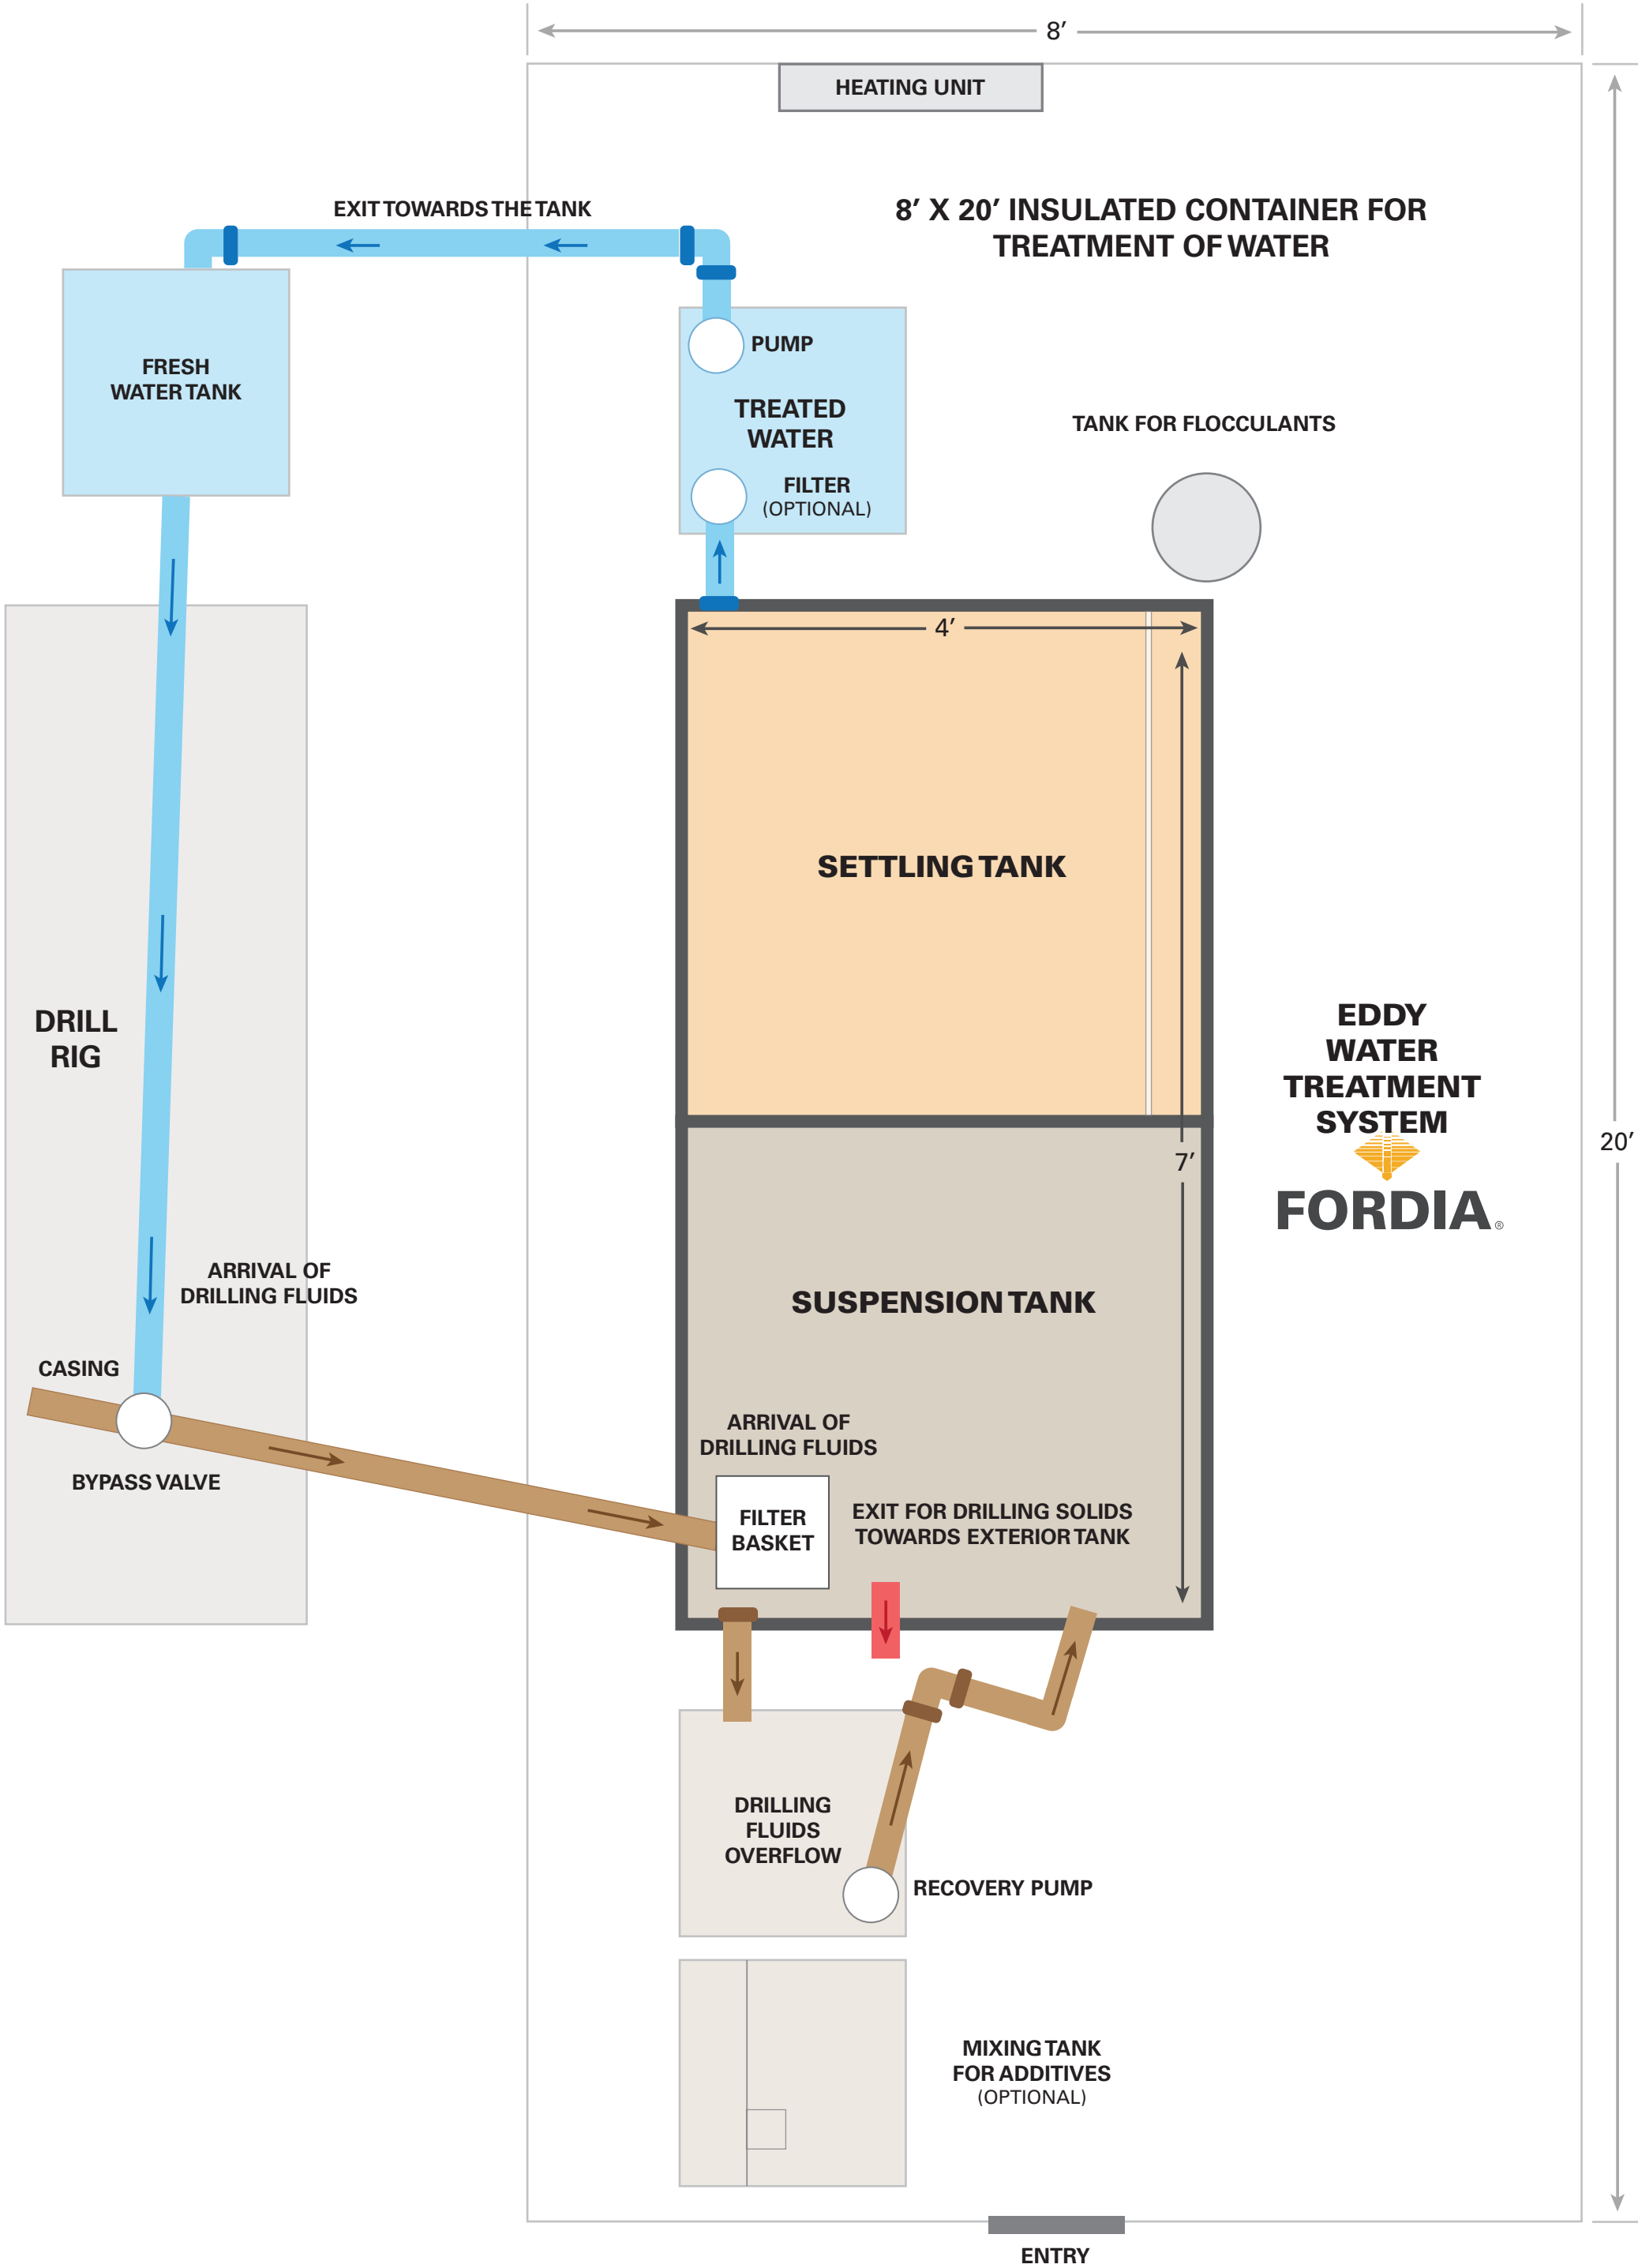 8’
HEATING UNIT
EXIT TOWARDS THE TANK
8’ X 20’ INSULATED CONTAINER FOR
TREATMENT OF WATER
FRESH
WATER TANK
PUMP
TREATED
WATER
FILTER
(OPTIONAL)
TANK FOR FLOCCULANTS
4’
SETTLING TANK
DRILL
RIG
EDDY
WATER
TREATMENT
SYSTEM
FORDIA®
20’
7’
ARRIVAL OF
DRILLING FLUIDS
SUSPENSION TANK
CASING
BYPASS VALVE
ARRIVAL OF
DRILLING FLUIDS
FILTER
BASKET
EXIT FOR DRILLING SOLIDS
TOWARDS EXTERIOR TANK
DRILLING
FLUIDS
OVERFLOW
RECOVERY PUMP
MIXING TANK
FOR ADDITIVES
(OPTIONAL)
ENTRY